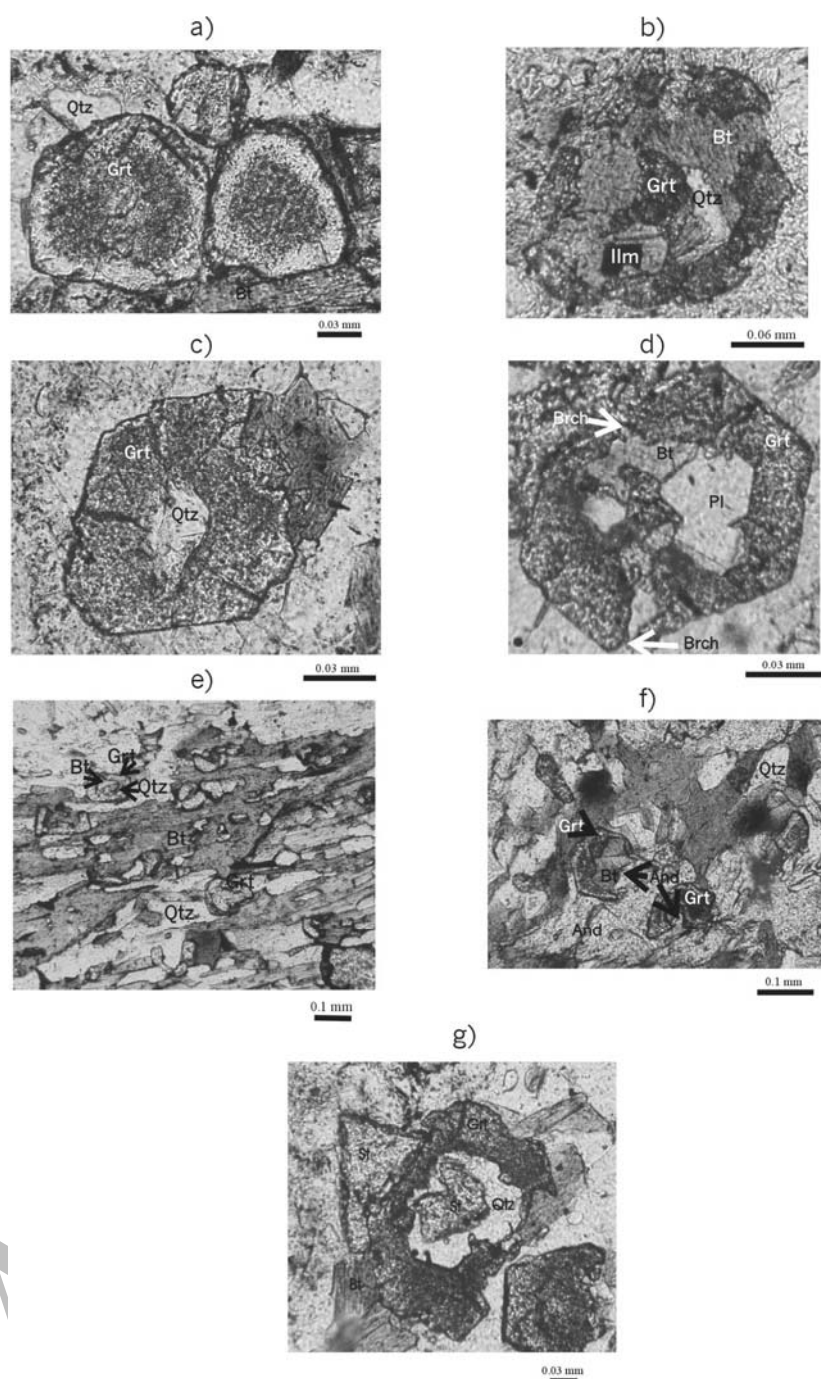 a)
Qtz
Grt
Bt
0.03 mm
b)
Bt
Grt
Qtz
Ilm
0.06 mm
c)
Grt
Qtz
0.03 mm
d)
Brch
Bt
Grt
Pl
Brch
0.03 mm
e)
Grt
Bt
Qtz
Bt
Grt
Qtz
0.1 mm
f)
Qtz
Grt
Bt
And
Grt
And
0.1 mm
g)
Grt
St
St
Qtz
Bt
0.03 mm